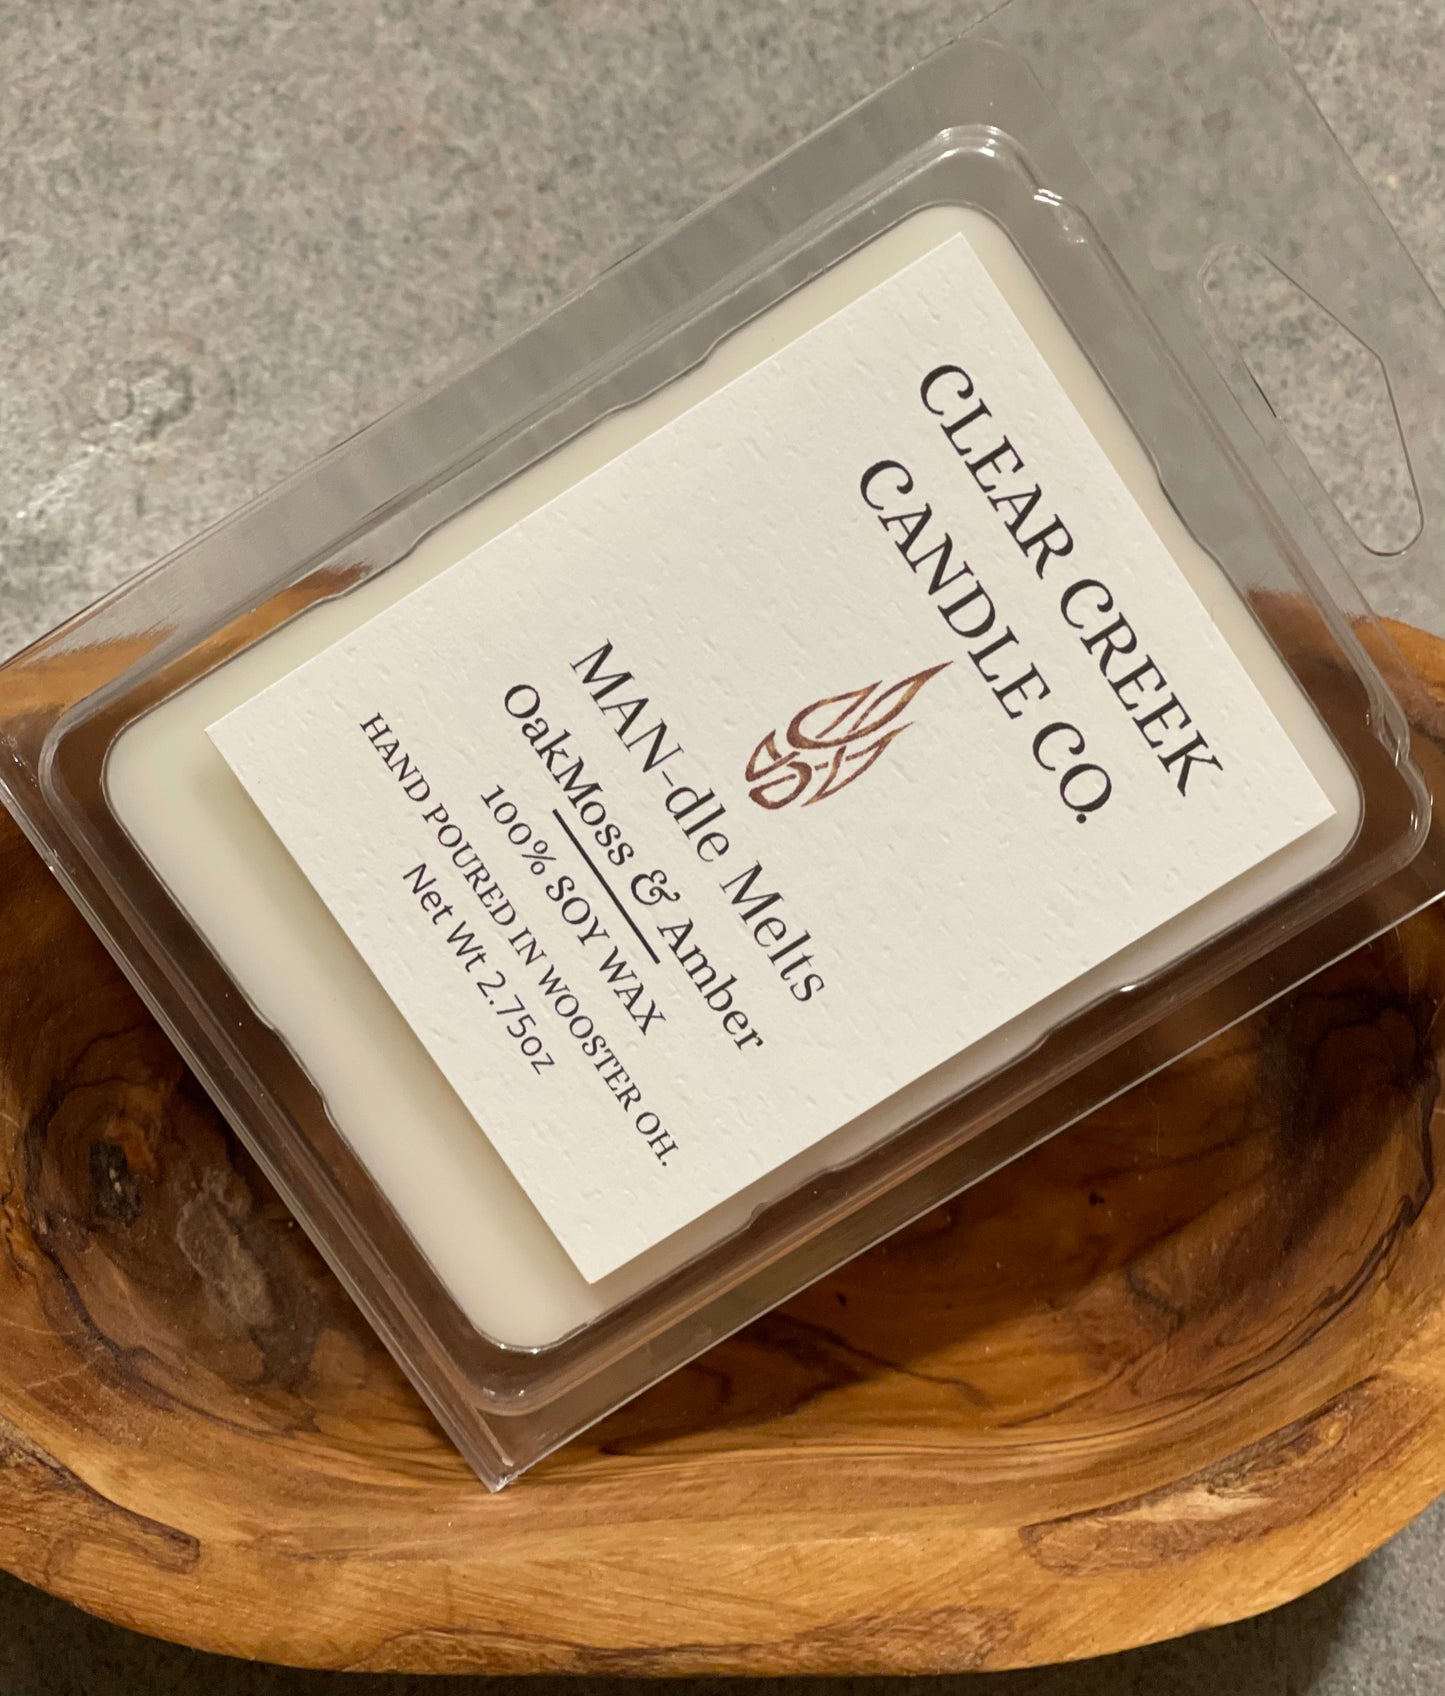 CLEAR CREEK
CANDLE CO.
MAN-dle Melts
OakMoss & Amber
100% SOY WAX
HAND POURED IN WOOSTER OH.
Net Wt 2.75oz